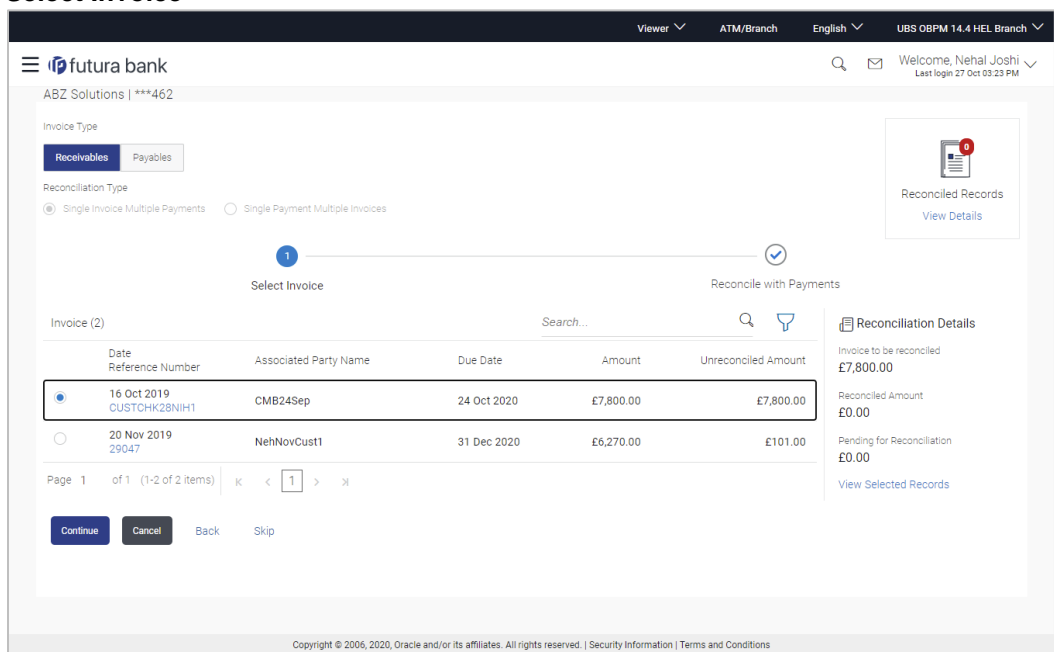 Select Invoice
Viewer ATM/Branch English UBS OBPM 14.4 HEL Branch
futura bank
Welcome, Nehal Joshi
Last login 27 Oct 03:23 PM
ABZ Solutions | ***462
Invoice Type
Receivables Payables
Reconciliation Type
Single Invoice Multiple Payments Single Payment Multiple Invoices
0
Reconciled Records
View Details
1
Select Invoice Reconcile with Payments
Invoice (2) Search...
Date
Reference Number Associated Party Name Due Date Amount Unreconciled Amount
16 Oct 2019
CUSTCHK28NIH1 CMB24Sep 24 Oct 2020 £7,800.00 £7,800.00
20 Nov 2019
29047 NehNovCust1 31 Dec 2020 £6,270.00 £101.00
Page 1 of 1 (1-2 of 2 items) K < 1 > >|
Reconciliation Details
Invoice to be reconciled
£7,800.00
Reconciled Amount
£0.00
Pending for Reconciliation
£0.00
View Selected Records
Continue Cancel Back Skip
Copyright © 2006, 2020, Oracle and/or its affiliates. All rights reserved. | Security Information | Terms and Conditions